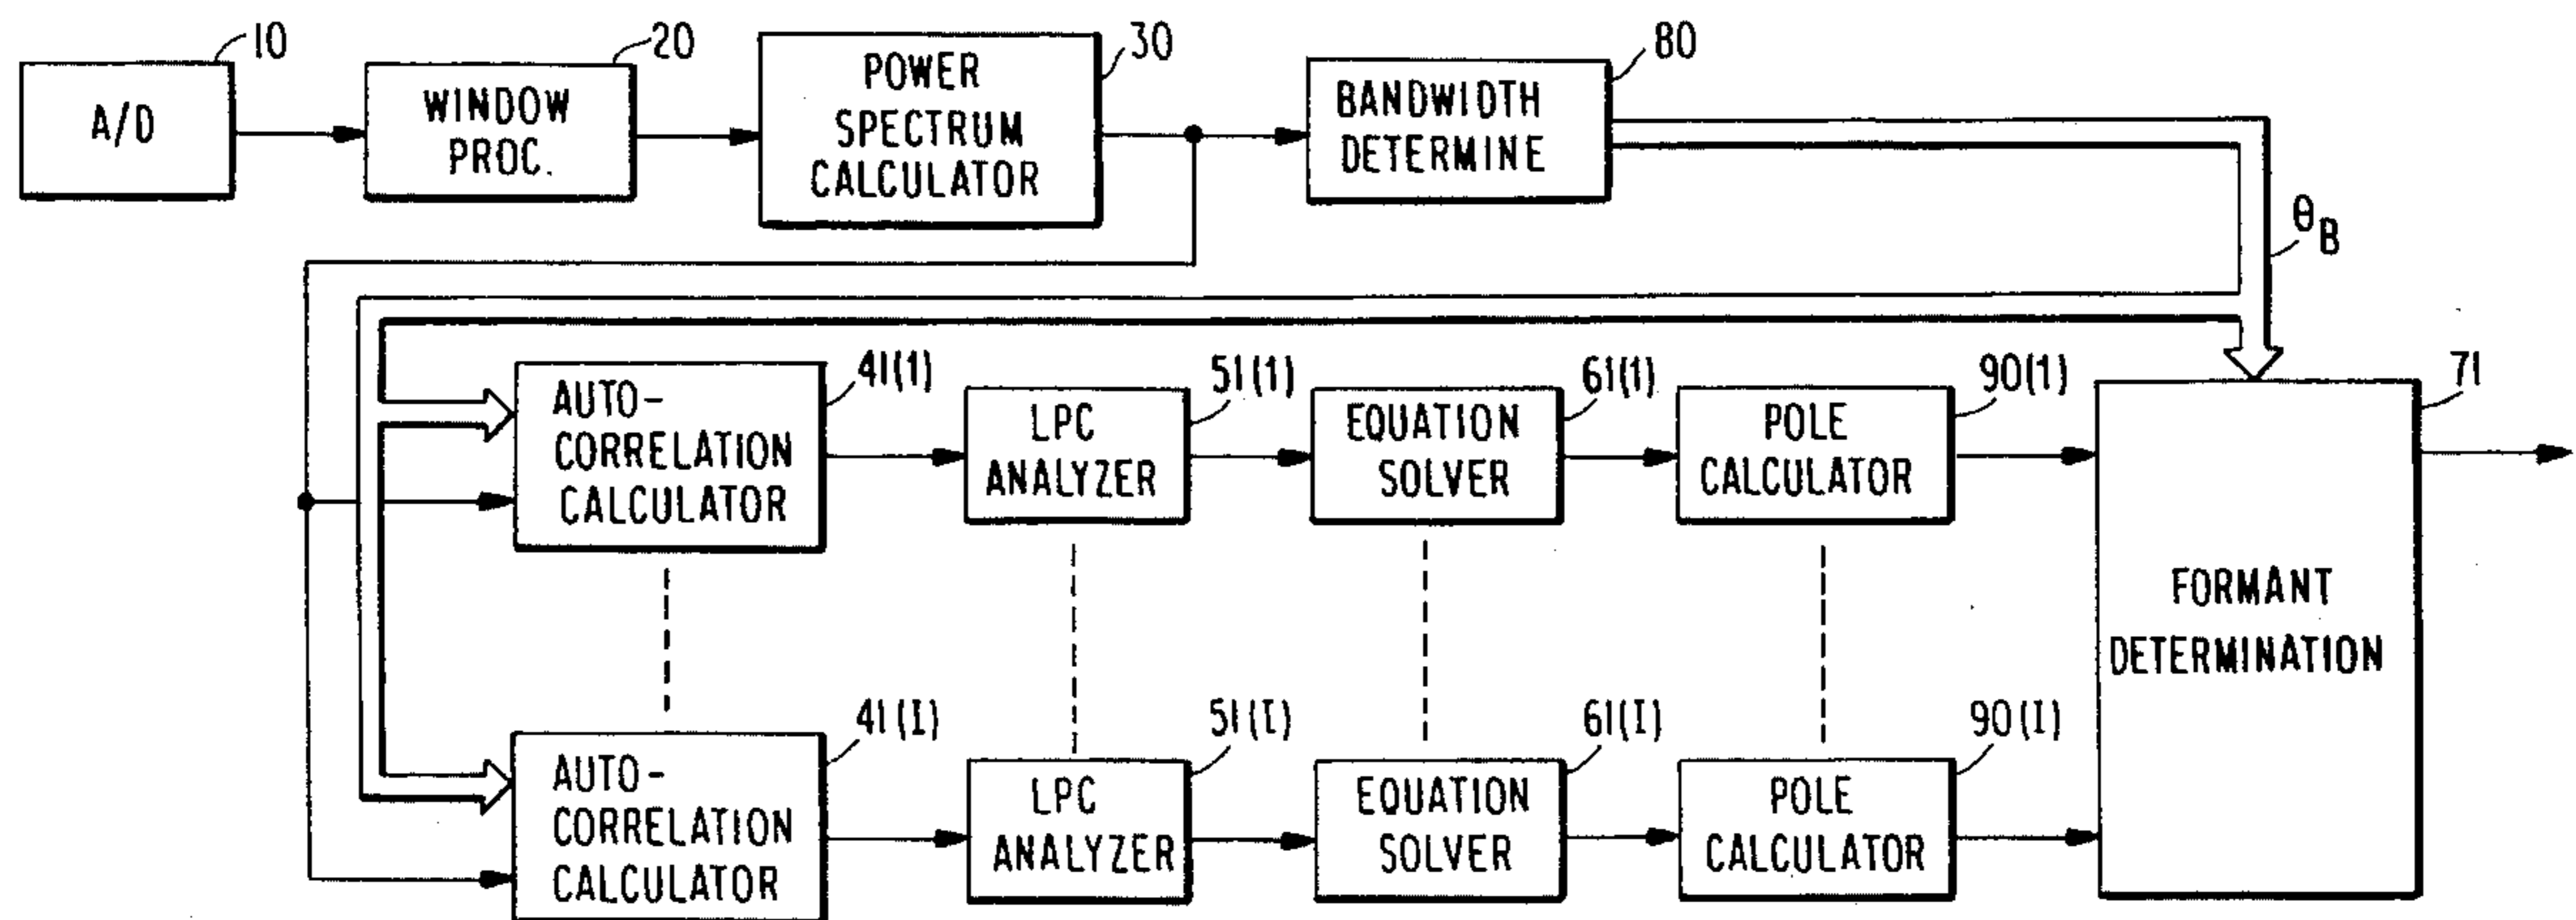 10
A/D
20
WINDOW
PROC.
30
POWER
SPECTRUM
CALCULATOR
80
BANDWIDTH
DETERMINE
θB
41(1)
AUTO-
CORRELATION
CALCULATOR
51(1)
LPC
ANALYZER
61(1)
EQUATION
SOLVER
90(1)
POLE
CALCULATOR
71
FORMANT
DETERMINATION
41(I)
AUTO-
CORRELATION
CALCULATOR
51(I)
LPC
ANALYZER
61(I)
EQUATION
SOLVER
90(I)
POLE
CALCULATOR